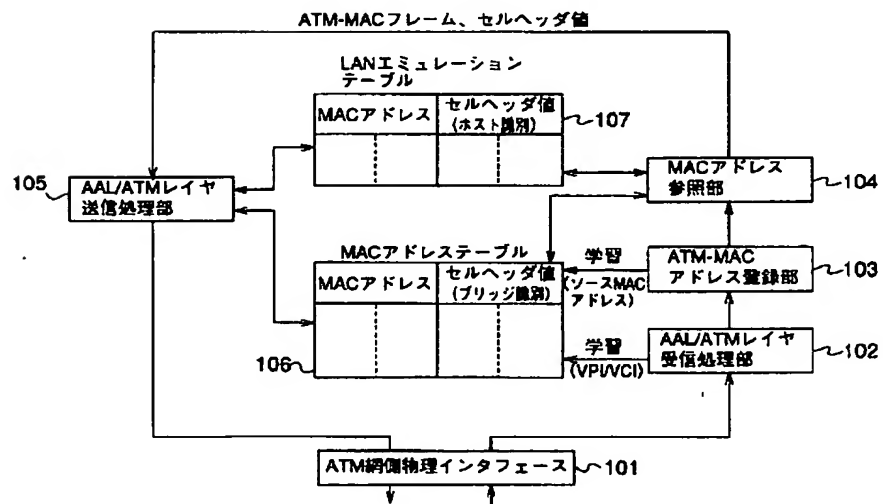 ATM-MACフレーム、セルヘッダ値
LANエミュレーション
テーブル
MACアドレス
セルヘッダ値
(ホスト識別)
107
105
AAL/ATMレイヤ
送信処理部
MACアドレス
参照部
104
MACアドレステーブル
MACアドレス
セルヘッダ値
(ブリッジ識別)
学習
(ソースMAC
アドレス)
ATM-MAC
アドレス登録部
103
106
学習
(VPI/VCI)
AAL/ATMレイヤ
受信処理部
102
ATM網側物理インタフェース
101